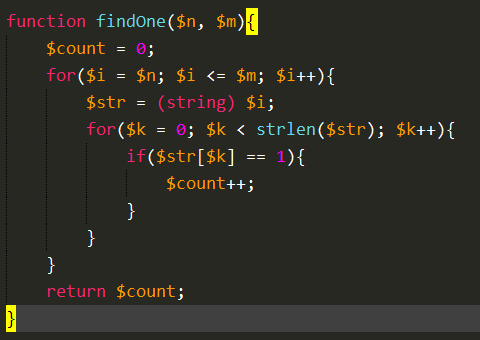 function findOne($n, $m){
    $count = 0;
    for($i = $n; $i <= $m; $i++){
        $str = (string) $i;
        for($k = 0; $k < strlen($str); $k++){
            if($str[$k] == 1){
                $count++;
            }
        }
    }
    return $count;
}